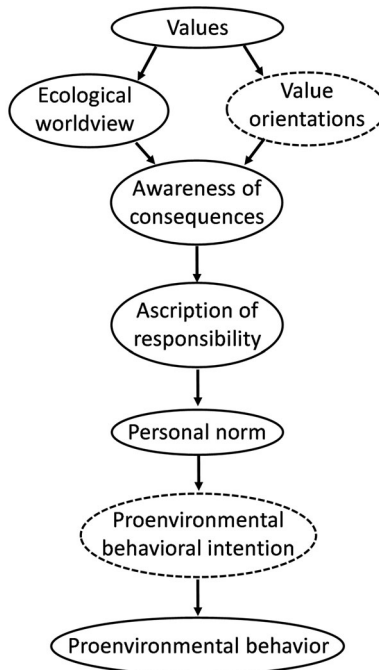 Values
Ecological
worldview
Value
orientations
Awareness of
consequences
Ascription of
responsibility
Personal norm
Proenvironmental
behavioral intention
Proenvironmental behavior